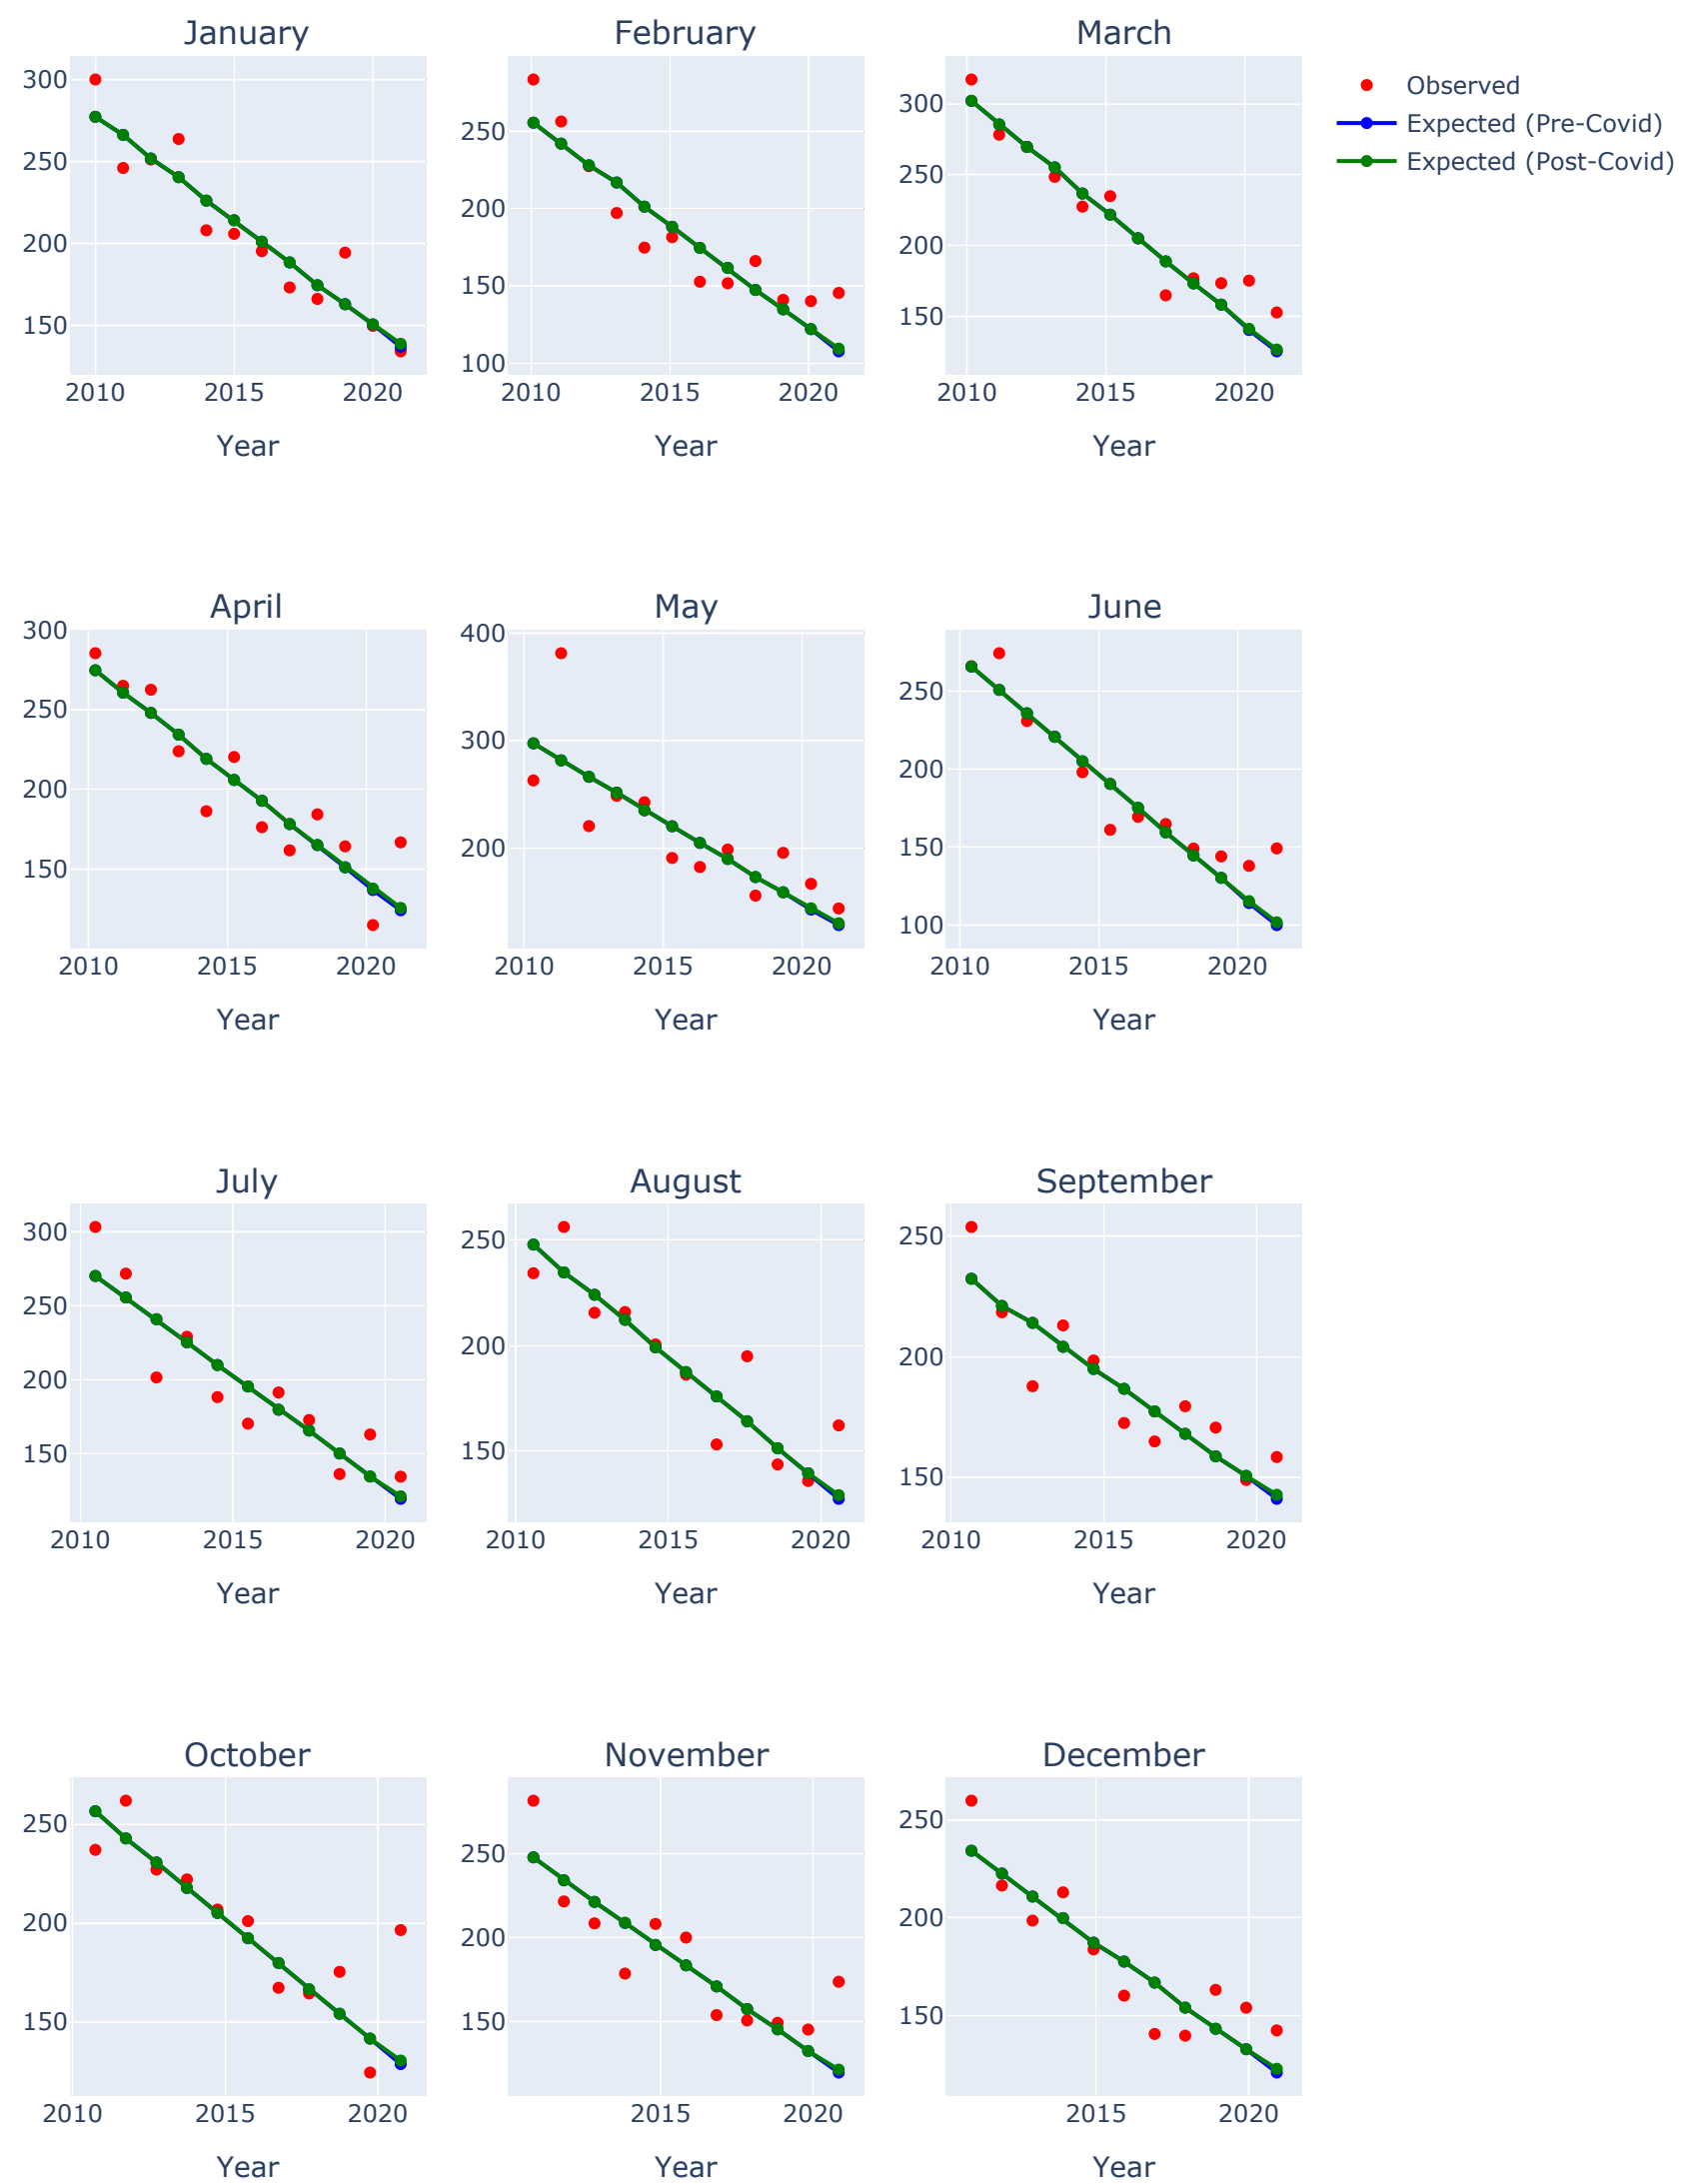 January
February
March
300
250
200
150
2010
2015
2020
Year
250
200
150
100
2010
2015
2020
Year
300
250
200
150
2010
2015
2020
Year
Observed
Expected (Pre-Covid)
Expected (Post-Covid)
April
May
June
300
250
200
150
2010
2015
2020
Year
400
300
200
2010
2015
2020
Year
250
200
150
100
2010
2015
2020
Year
July
August
September
300
250
200
150
2010
2015
2020
Year
250
200
150
2010
2015
2020
Year
250
200
150
2010
2015
2020
Year
October
November
December
250
200
150
2010
2015
2020
Year
250
200
150
2015
2020
Year
250
200
150
2015
2020
Year